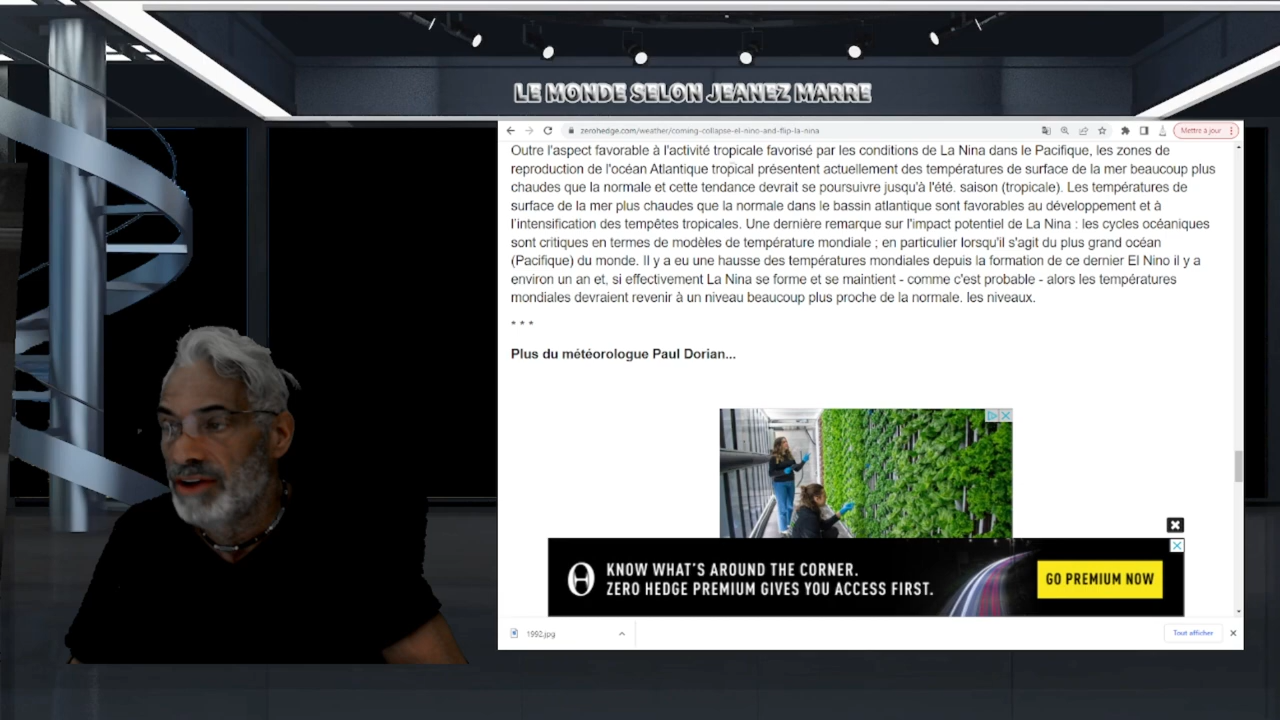 LE MONDE SELON JEANEZ MARRE
zerohedge.com/weather/coming-collapse-el-nino-and-flip-la-nina
Mettre à jour
Outre l'aspect favorable à l'activité tropicale favorisé par les conditions de La Nina dans le Pacifique, les zones de
reproduction de l'océan Atlantique tropical présentent actuellement des températures de surface de la mer beaucoup plus
chaudes que la normale et cette tendance devrait se poursuivre jusqu'à l'été. saison (tropicale). Les températures de
surface de la mer plus chaudes que la normale dans le bassin atlantique sont favorables au développement et à
l'intensification des tempêtes tropicales. Une dernière remarque sur l'impact potentiel de La Nina : les cycles océaniques
sont critiques en termes de modèles de température mondiale ; en particulier lorsqu'il s'agit du plus grand océan
(Pacifique) du monde. Il y a eu une hausse des températures mondiales depuis la formation de ce dernier El Nino il y a
environ un an et, si effectivement La Nina se forme et se maintient - comme c'est probable - alors les températures
mondiales devraient revenir à un niveau beaucoup plus proche de la normale. les niveaux.
* * *
Plus du météorologue Paul Dorian...
KNOW WHAT'S AROUND THE CORNER.
ZERO HEDGE PREMIUM GIVES YOU ACCESS FIRST.
GO PREMIUM NOW
1992.jpg
Tout afficher